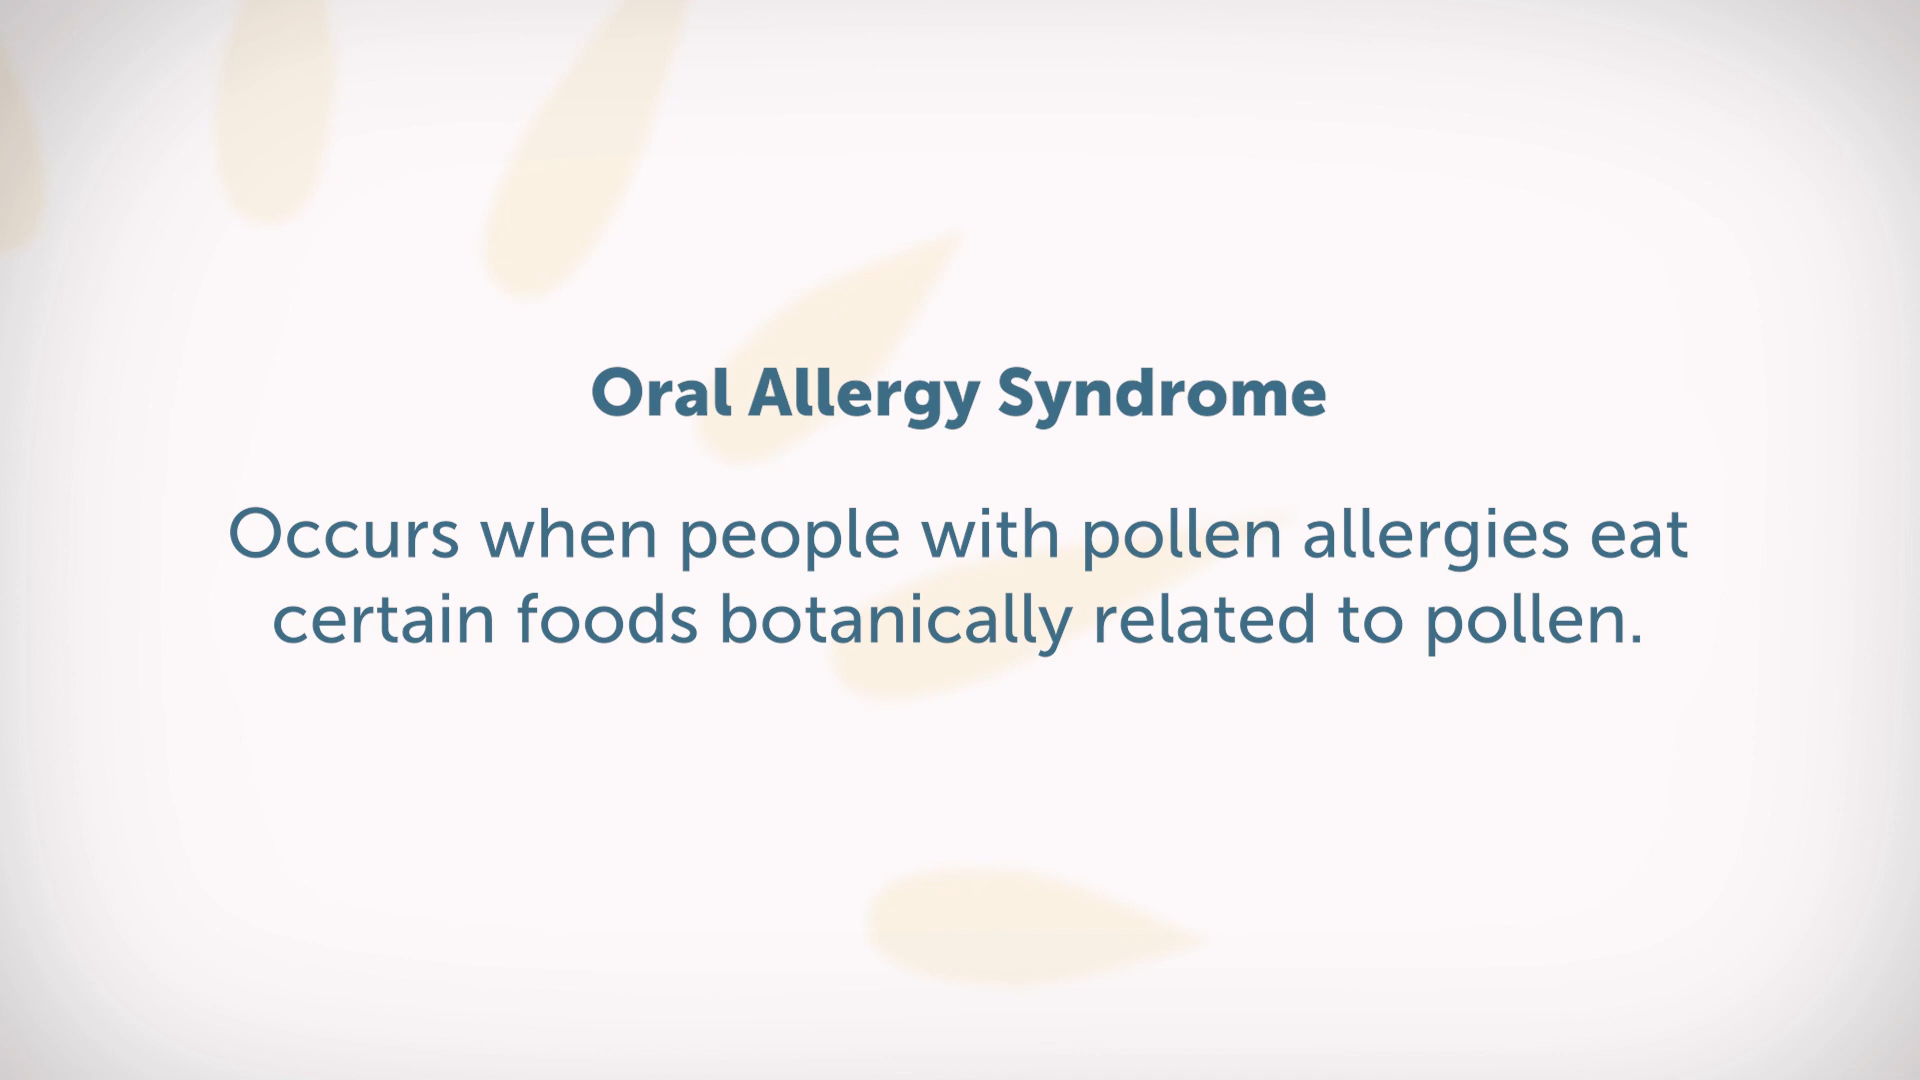 Oral Allergy Syndrome
Occurs when people with pollen allergies eat
certain foods botanically related to pollen.